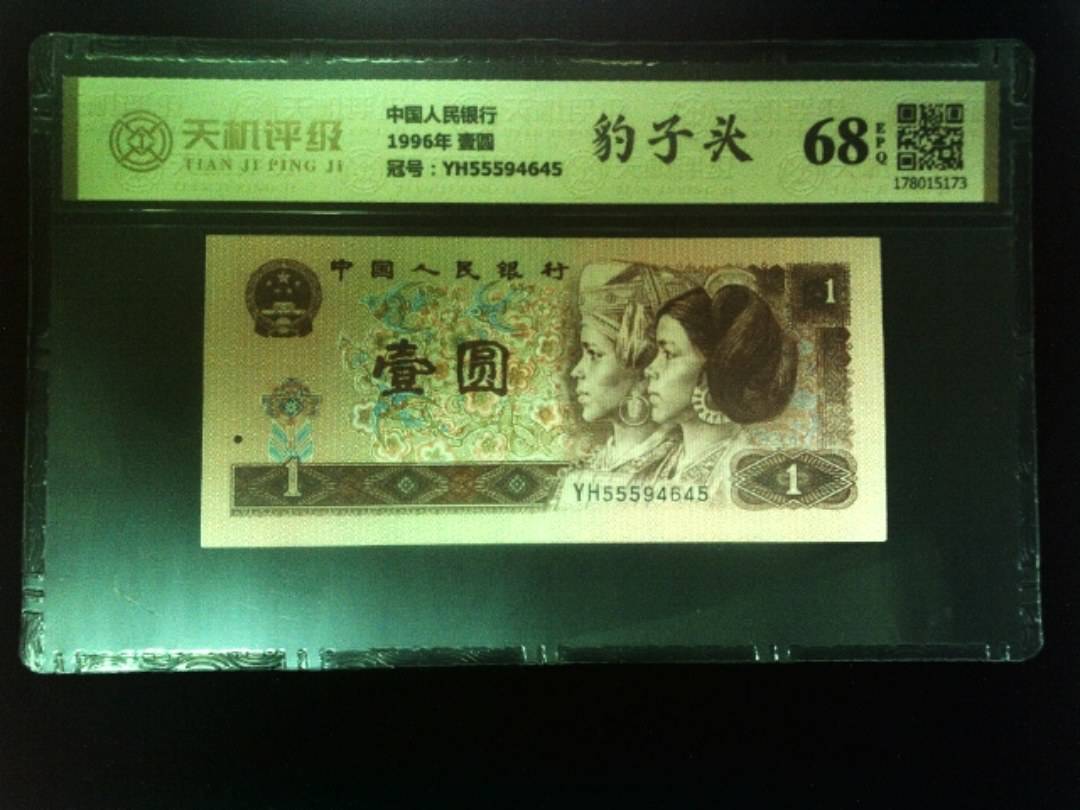 天机评级
TIAN JI PING JI
中国人民银行
1996年 壹圆
冠号：YH55594645
豹子头
68
EPQ
178015173
中国人民银行
1
壹圆
1
YH55594645
1